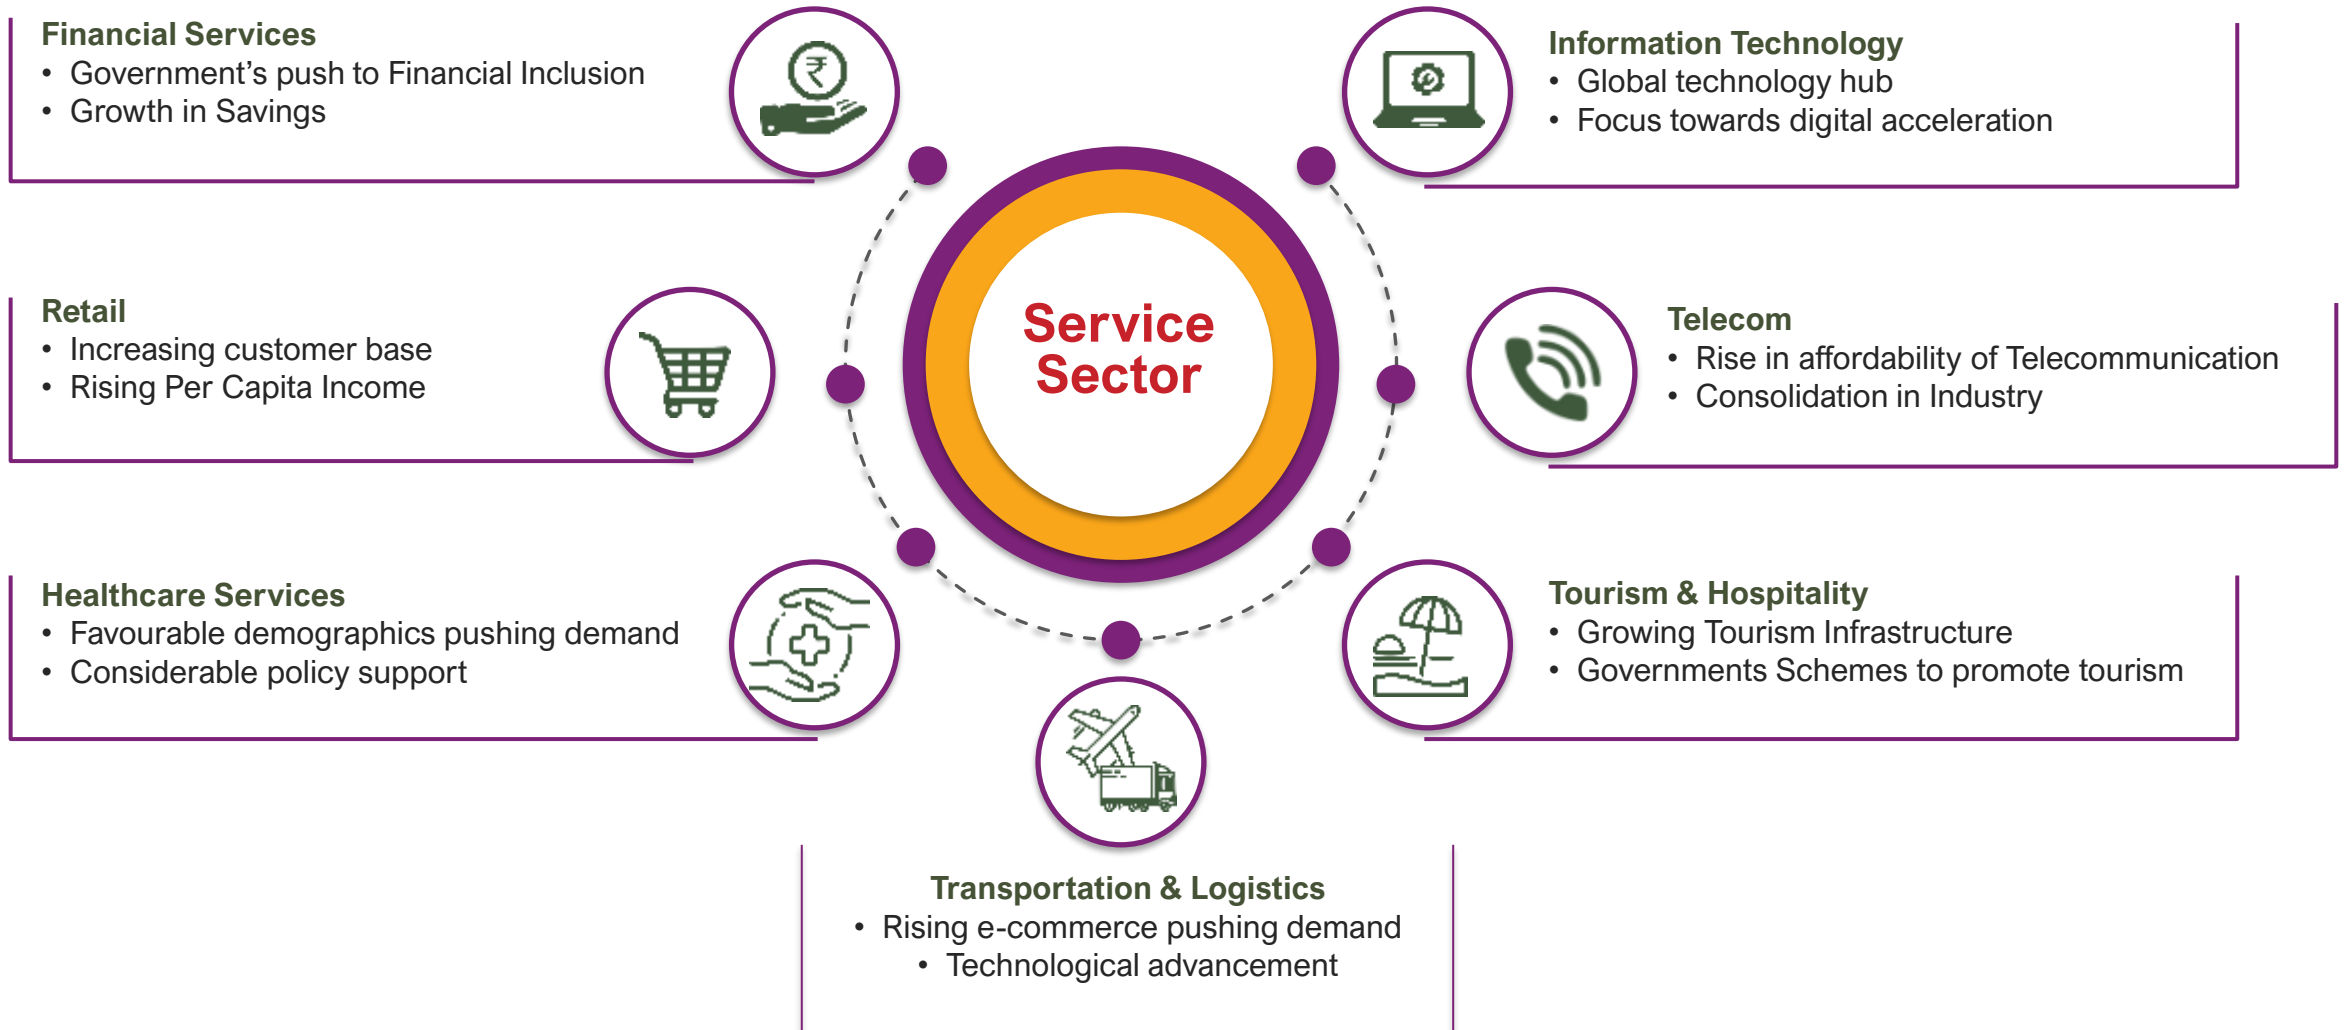 Financial Services
• Government’s push to Financial Inclusion
• Growth in Savings
Retail
• Increasing customer base
• Rising Per Capita Income
Healthcare Services
• Favourable demographics pushing demand
• Considerable policy support
Service
Sector
Information Technology
• Global technology hub
• Focus towards digital acceleration
Telecom
• Rise in affordability of Telecommunication
• Consolidation in Industry
Tourism & Hospitality
• Growing Tourism Infrastructure
• Governments Schemes to promote tourism
Transportation & Logistics
• Rising e-commerce pushing demand
• Technological advancement